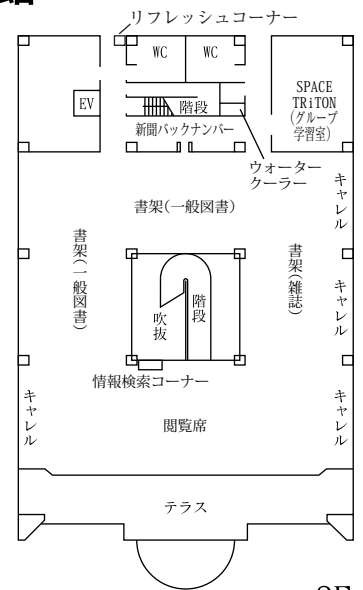 リフレッシュコーナー
WC
WC
EV
階段
SPACE
TRiTON
(グループ
学習室)
新聞バックナンバー
ウォーター
クーラー
書架(一般図書)
キャレル
書架(一般図書)
書架(雑誌)
吹抜
階段
キャレル
情報検索コーナー
キャレル
キャレル
閲覧席
テラス